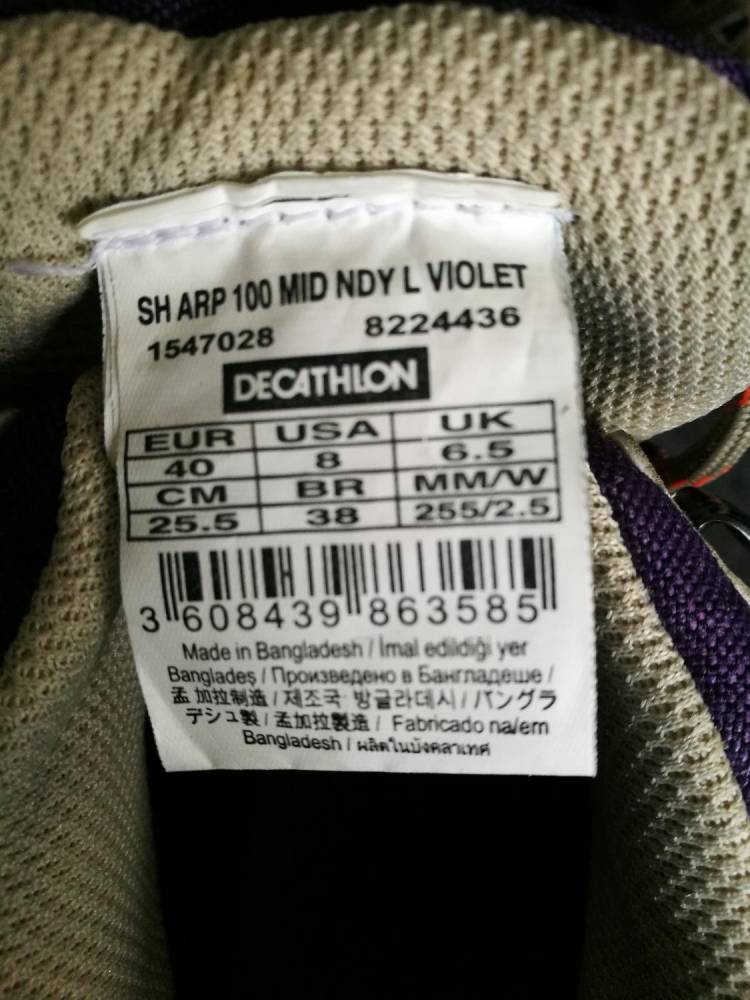 SH ARP 100 MID NDY L VIOLET
1547028 8224436
DECATHLON
EUR USA UK
40 8 6.5
CM BR MM/W
25.5 38 255/2.5
3 608439 863585
Made in Bangladesh / İmal edildiği yer
Bangladeş / Произведено в Бангладеше /
孟加拉制造 / 제조국 방글라데시 / バングラ
デシュ製 / 孟加拉製造 / Fabricado na/em
Bangladesh / ผลิตในบังคลาเทศ